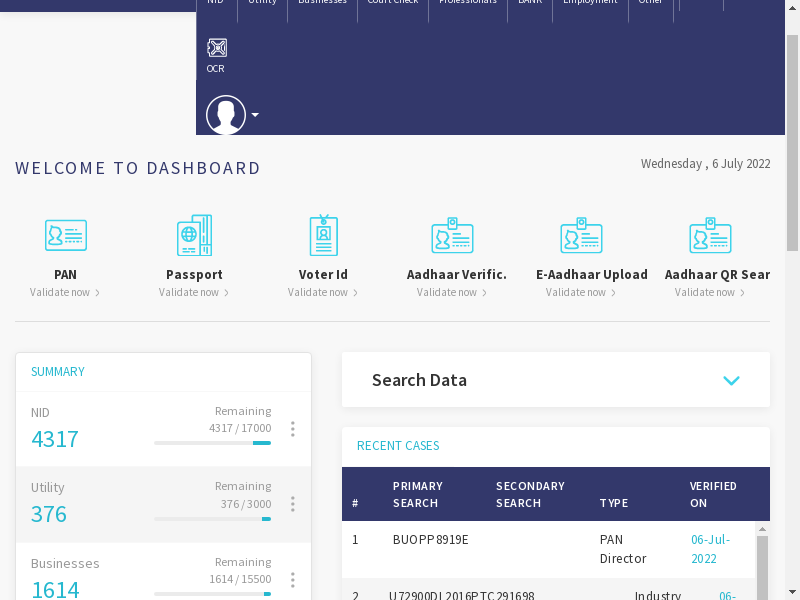 NID Utility Businesses Court Check Professionals BANK Employment Other
OCR
WELCOME TO DASHBOARD
Wednesday , 6 July 2022
PAN Passport Voter Id Aadhaar Verific. E-Aadhaar Upload Aadhaar QR Sear
Validate now Validate now Validate now Validate now Validate now Validate now
SUMMARY
NID
4317
Remaining
4317 / 17000
Utility
376
Remaining
376 / 3000
Businesses
1614
Remaining
1614 / 15500
Search Data
RECENT CASES
# PRIMARY SEARCH SECONDARY SEARCH TYPE VERIFIED ON
1 BUOPP8919E PAN Director 06-Jul-2022
2 U72900DL2016PTC291698 Industry 06-